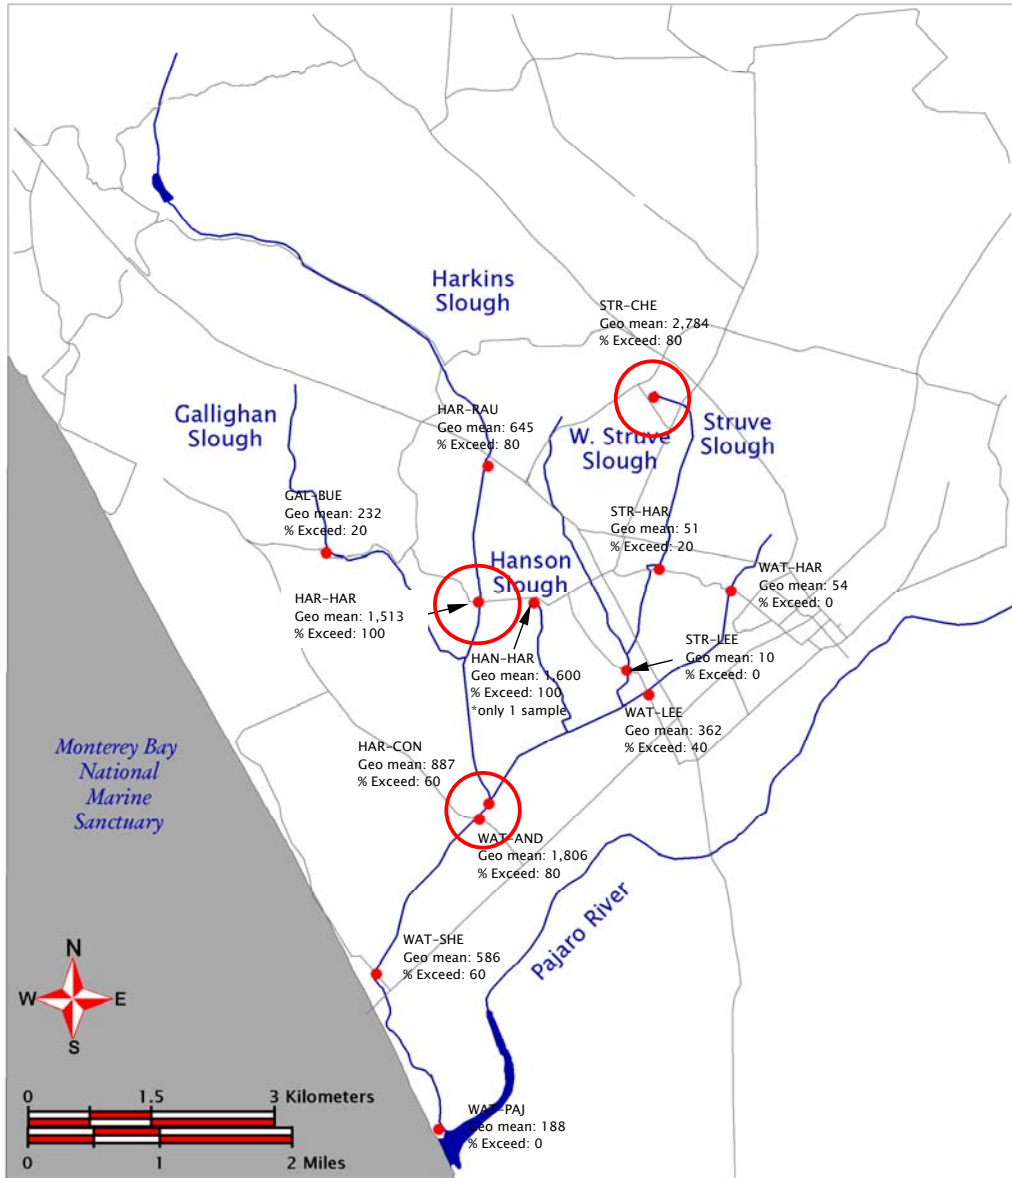 Harkins
Slough
STR-CHE
Geo mean: 2,784
% Exceed: 80
Gallighan
Slough
HAR-RAU
Geo mean: 645
% Exceed: 80
W. Struve
Slough
Struve
Slough
GAL-BUE
Geo mean: 232
% Exceed: 20
STR-HAR
Geo mean: 51
% Exceed: 20
Hanson
Slough
WAT-HAR
Geo mean: 54
% Exceed: 0
HAR-HAR
Geo mean: 1,513
% Exceed: 100
HAN-HAR
Geo mean: 1,600
% Exceed: 100
*only 1 sample
STR-LEE
Geo mean: 10
% Exceed: 0
WAT-LEE
Geo mean: 362
% Exceed: 40
HAR-CON
Geo mean: 887
% Exceed: 60
Monterey Bay
National
Marine
Sanctuary
WAT-AND
Geo mean: 1,806
% Exceed: 80
Pajaro River
WAT-SHE
Geo mean: 586
% Exceed: 60
N
W E
S
0 1.5 3 Kilometers
0 1 2 Miles
WAT-PAJ
Geo mean: 188
% Exceed: 0